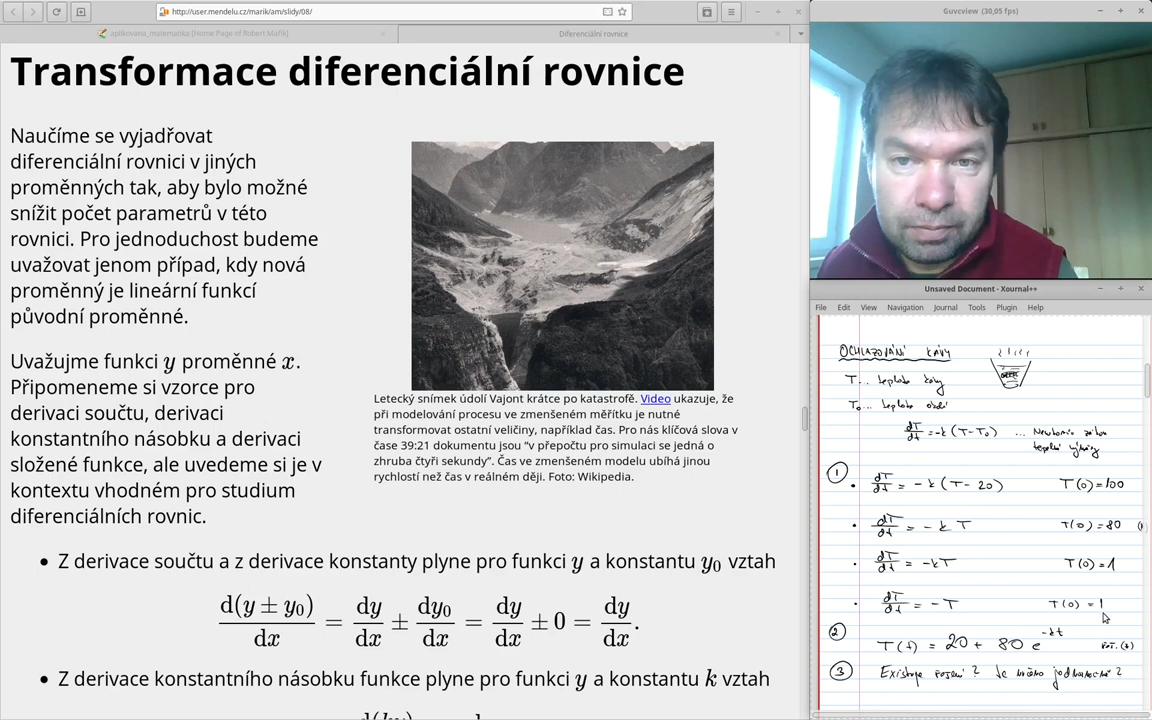 http://user.mendelu.cz/marik/am/slidy/08/
aplikovana_matematika [Home Page of Robert Mařík]
Diferenciální rovnice
Transformace diferenciální rovnice
Naučíme se vyjadřovat
diferenciální rovnici v jiných
proměnných tak, aby bylo možné
snížit počet parametrů v této
rovnici. Pro jednoduchost budeme
uvažovat jenom případ, kdy nová
proměnný je lineární funkcí
původní proměnné.
Uvažujme funkci y proměnné x.
Připomeneme si vzorce pro
derivaci součtu, derivaci
konstantního násobku a derivaci
složené funkce, ale uvedeme si je v
kontextu vhodném pro studium
diferenciálních rovnic.
Letecký snímek údolí Vajont krátce po katastrofě. Video ukazuje, že
při modelování procesu ve zmenšeném měřítku je nutné
transformovat ostatní veličiny, například čas. Pro nás klíčová slova v
čase 39:21 dokumentu jsou “v přepočtu pro simulaci se jedná o
zhruba čtyři sekundy”. Čas ve zmenšeném modelu ubíhá jinou
rychlostí než čas v reálném ději. Foto: Wikipedia.
• Z derivace součtu a z derivace konstanty plyne pro funkci y a konstantu y₀ vztah
d(y ± y₀)/dx = dy/dx ± dy₀/dx = dy/dx ± 0 = dy/dx.
• Z derivace konstantního násobku funkce plyne pro funkci y a konstantu k vztah
Guvcview (30,05 fps)
Unsaved Document - Xournal++
File Edit View Navigation Journal Tools Plugin Help
OCHLAZOVÁNÍ KÁVY
T... teplota kávy
T₀... teplota okolí
dT/dt = -k(T-T₀) ... Newtonův zákon
tepelné výměny
①
• dT/dt = -k(T-20) T(0)=100
• dT/dt = -kT T(0)=80
• dT/dt = -kT T(0)=1
• dT/dt = -T T(0)=1
② T(t) = 20 + 80 e^-kt
③ Existuje řešení? Je určeno jednoznačně?